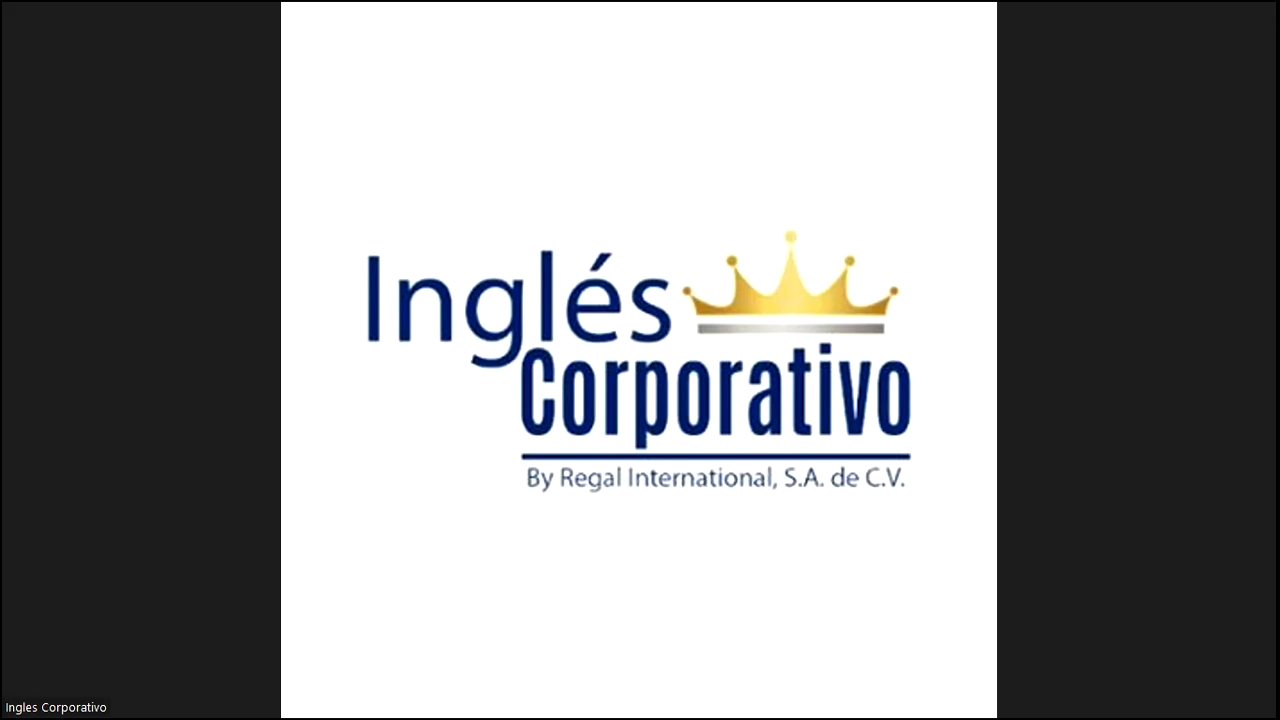 Inglés
Corporativo
By Regal International, S.A. de C.V.
Ingles Corporativo